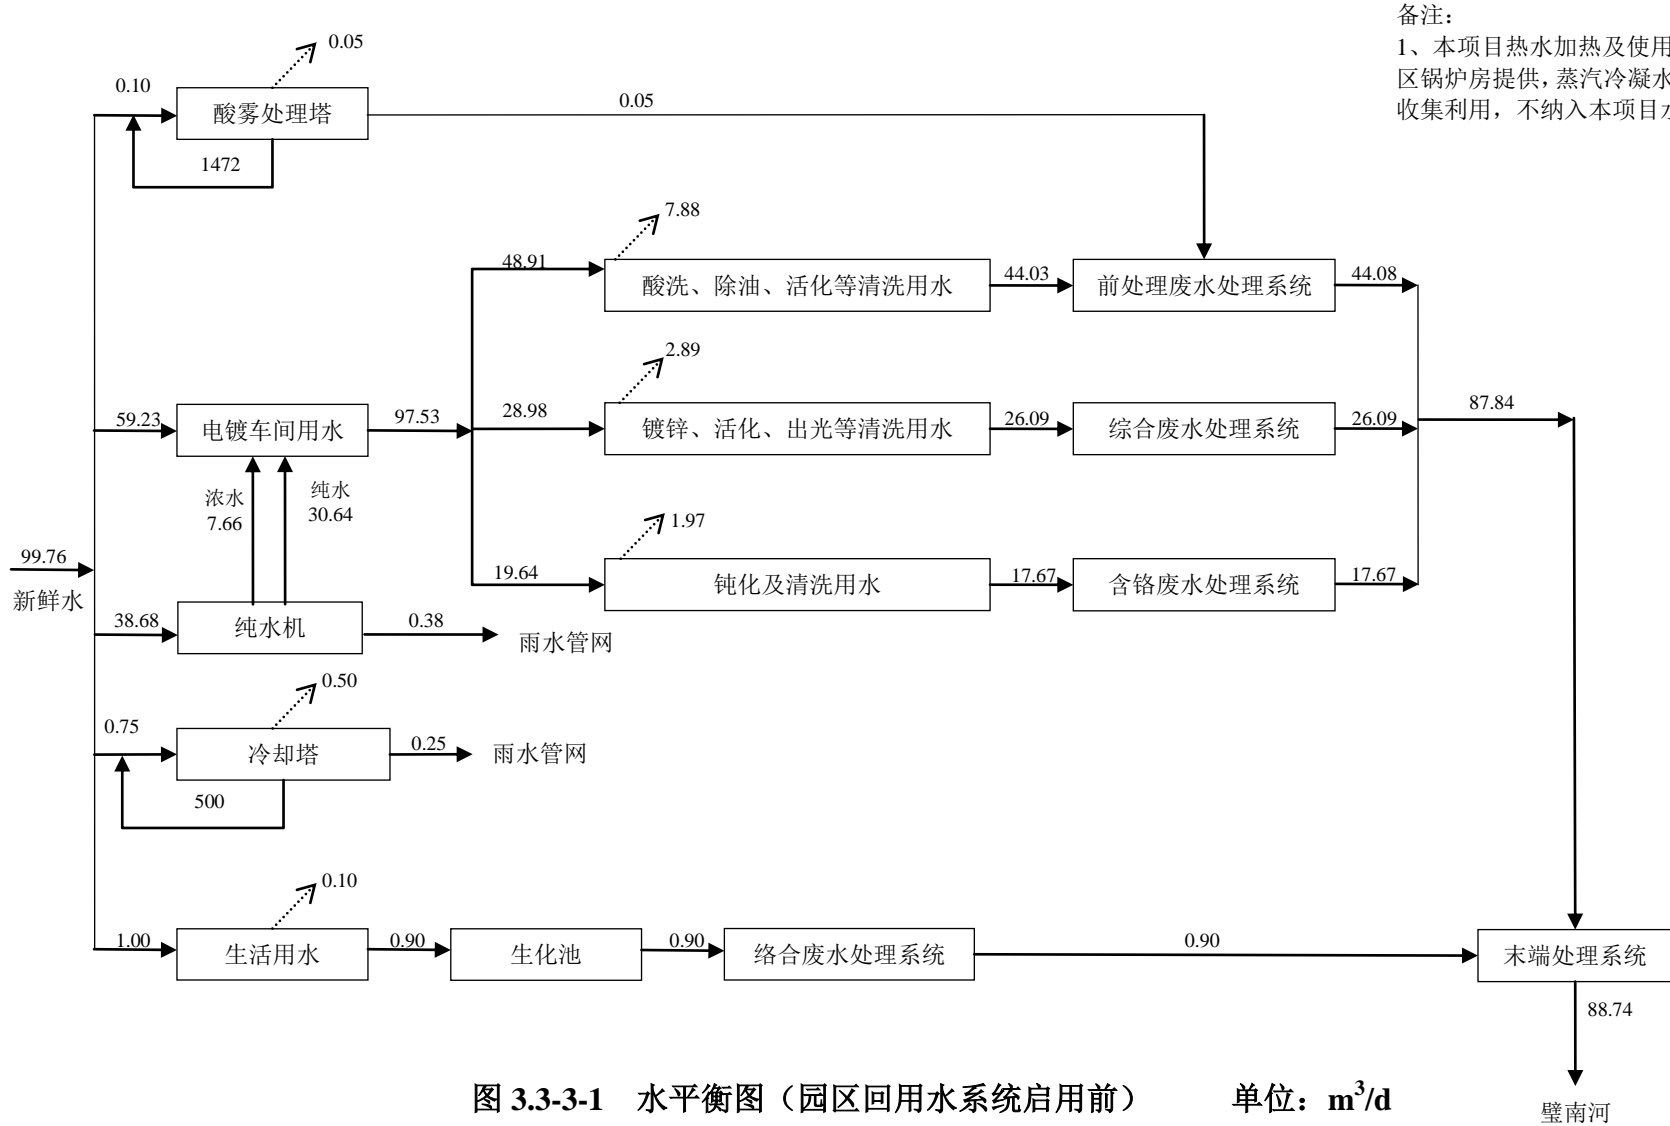 备注：
1、本项目热水加热及使用
区锅炉房提供，蒸汽冷凝水
收集利用，不纳入本项目水
0.05
0.10
酸雾处理塔
0.05
1472
7.88
48.91
酸洗、除油、活化等清洗用水
44.03
前处理废水处理系统
44.08
2.89
59.23
电镀车间用水
97.53
28.98
镀锌、活化、出光等清洗用水
26.09
综合废水处理系统
26.09
87.84
浓水
7.66
纯水
30.64
1.97
99.76
新鲜水
19.64
钝化及清洗用水
17.67
含铬废水处理系统
17.67
38.68
纯水机
0.38
雨水管网
0.50
0.75
冷却塔
0.25
雨水管网
500
0.10
1.00
生活用水
0.90
生化池
0.90
络合废水处理系统
0.90
末端处理系统
88.74
图 3.3-3-1 水平衡图（园区回用水系统启用前） 单位：m³/d
璧南河